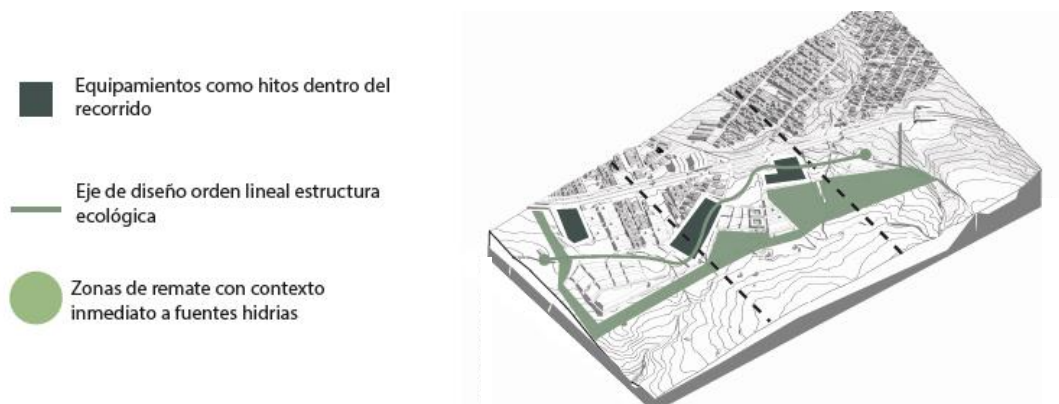 Equipamientos como hitos dentro del
recorrido
Eje de diseño orden lineal estructura
ecológica
Zonas de remate con contexto
inmediato a fuentes hidrias